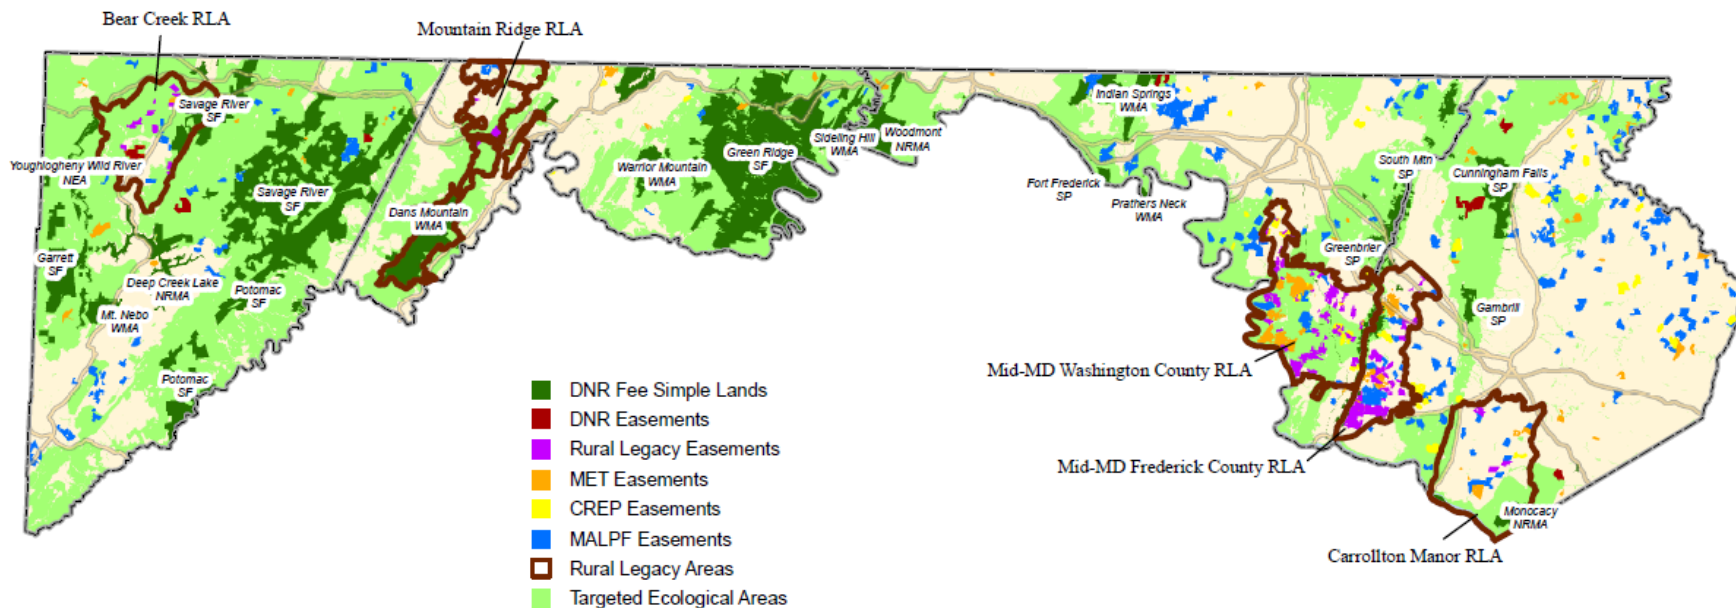 Bear Creek RLA
Mountain Ridge RLA
Savage River
SF
Youghiogheny Wild River
NEA
Savage River
SF
Garrett
SF
Deep Creek Lake
NRMA
Mt. Nebo
WMA
Potomac
SF
Potomac
SF
Dans Mountain
WMA
Warrior Mountain
WMA
Green Ridge
SF
Sideling Hill
WMA
Woodmont
NRMA
Indian Springs
WMA
Fort Frederick
SP
Prathers Neck
WMA
South Mtn
SP
Cunningham Falls
SP
Greenbrier
SP
Gambrill
SP
Mid-MD Washington County RLA
Mid-MD Frederick County RLA
Monocacy
NRMA
Carrollton Manor RLA
DNR Fee Simple Lands
DNR Easements
Rural Legacy Easements
MET Easements
CREP Easements
MALPF Easements
Rural Legacy Areas
Targeted Ecological Areas